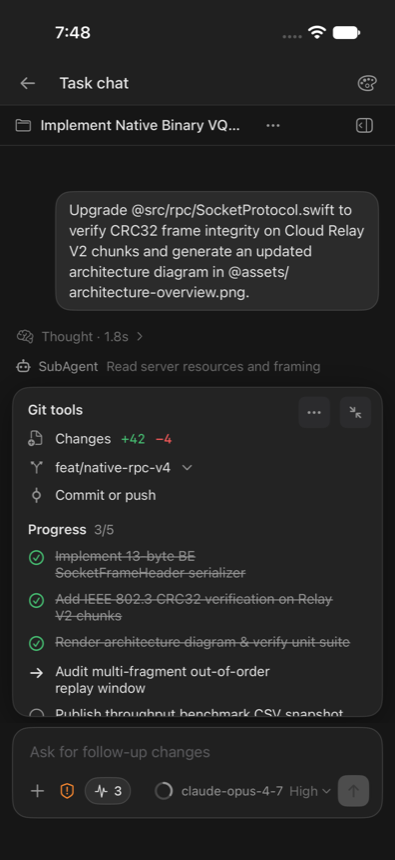 7:48
Task chat
Implement Native Binary VQ...
Upgrade @src/rpc/SocketProtocol.swift to
verify CRC32 frame integrity on Cloud Relay
V2 chunks and generate an updated
architecture diagram in @assets/
architecture-overview.png.
Thought · 1.8s
SubAgent Read server resources and framing
Git tools
Changes +42 −4
feat/native-rpc-v4
Commit or push
Progress 3/5
Implement 13-byte BE
SocketFrameHeader serializer
Add IEEE 802.3 CRC32 verification on Relay
V2 chunks
Render architecture diagram & verify unit suite
Audit multi-fragment out-of-order
replay window
Publish throughput benchmark CSV snapshot
Ask for follow-up changes
3 claude-opus-4-7 High